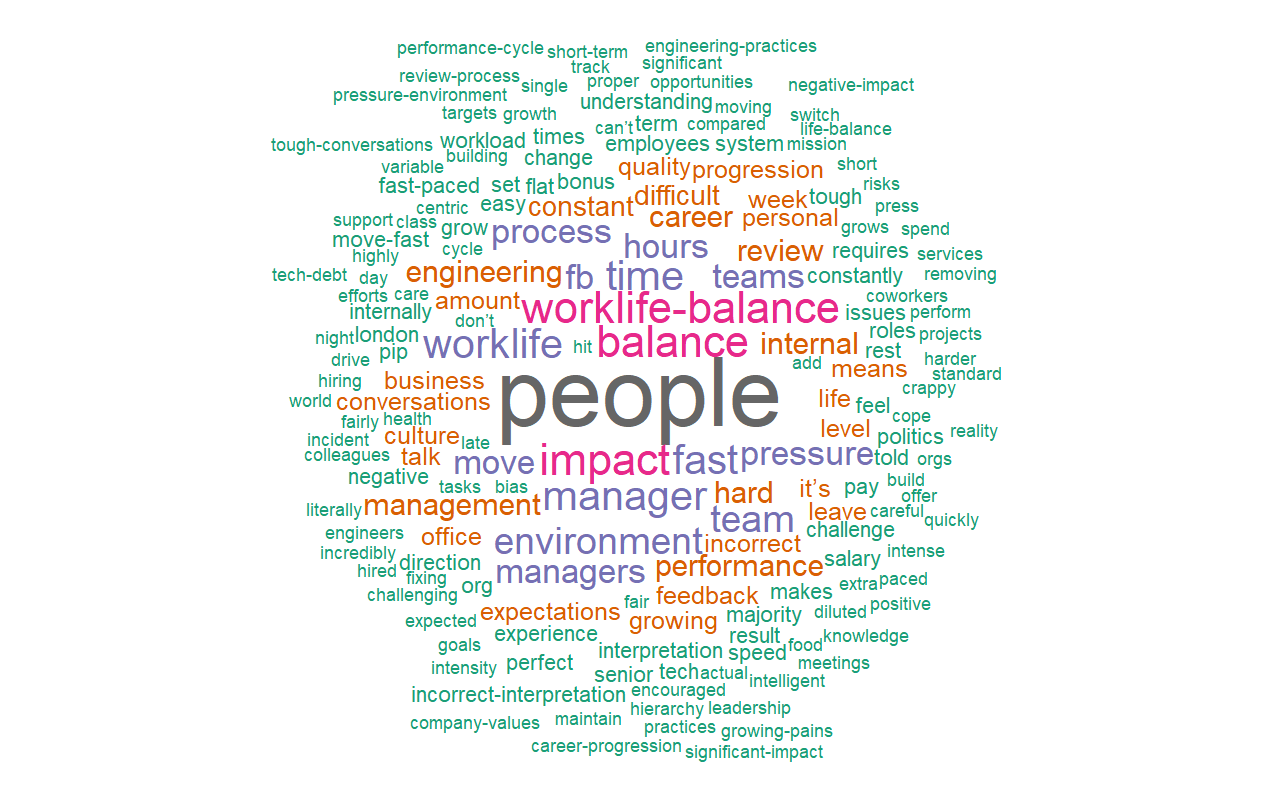 performance-cycle short-term engineering-practices
track significant
review-process single proper opportunities negative-impact
pressure-environment understanding moving
targets growth can't term compared switch
life-balance
tough-conversations workload times employees system mission
variable building change quality progression short
fast-paced set flat bonus difficult week tough risks
centric easy constant career personal press
support class grow process hours review grows spend
move-fast cycle requires services
highly
tech-debt day engineering fb time teams constantly removing
efforts care amount worklife-balance issues coworkers
internally don't perform
night london worklife hit balance internal roles projects
drive pip rest harder
add means standard
hiring business people crappy
world conversations life feel
fairly health cope
incident culture late level politics reality
colleagues talk move impact fast pressure told orgs
negative
tasks bias manager hard it's pay build
offer
literally management team leave careful quickly
engineers office environment incorrect challenge
incredibly direction managers performance salary intense
hired fixing
challenging org feedback makes extra paced
expected expectations fair growing majority diluted positive
experience result knowledge
goals interpretation speed food
intensity perfect meetings
senior tech actual intelligent
incorrect-interpretation encouraged
hierarchy leadership
company-values maintain practices growing-pains
career-progression significant-impact